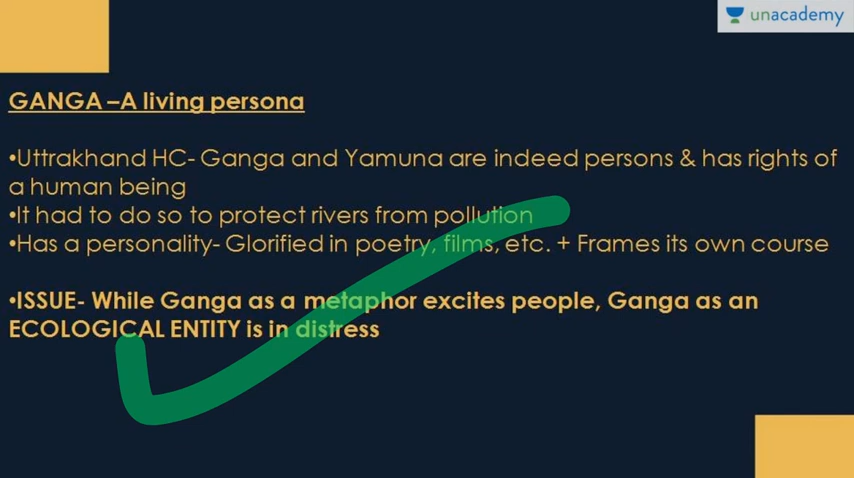 unacademy
GANGA –A living persona
•Uttrakhand HC- Ganga and Yamuna are indeed persons & has rights of
a human being
•It had to do so to protect rivers from pollution
•Has a personality- Glorified in poetry, films, etc. + Frames its own course
•ISSUE- While Ganga as a metaphor excites people, Ganga as an
ECOLOGICAL ENTITY is in distress